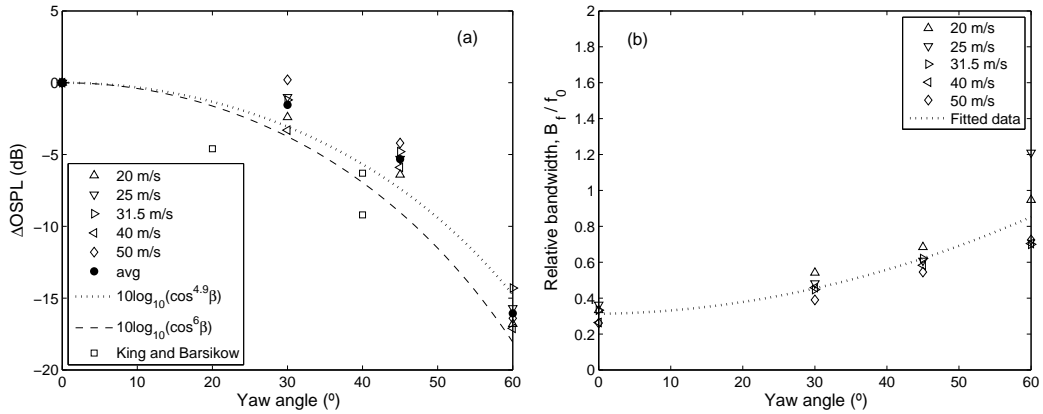 (a)
5
0
−5
−10
−15
−20
ΔOSPL (dB)
0 10 20 30 40 50 60
Yaw angle (º)
20 m/s
25 m/s
31.5 m/s
40 m/s
50 m/s
avg
10log₁₀(cos⁴·⁹β)
10log₁₀(cos⁶β)
King and Barsikow
(b)
2
1.8
1.6
1.4
1.2
1
0.8
0.6
0.4
0.2
0
Relative bandwidth, B_f / f_0
0 10 20 30 40 50 60
Yaw angle (º)
20 m/s
25 m/s
31.5 m/s
40 m/s
50 m/s
Fitted data